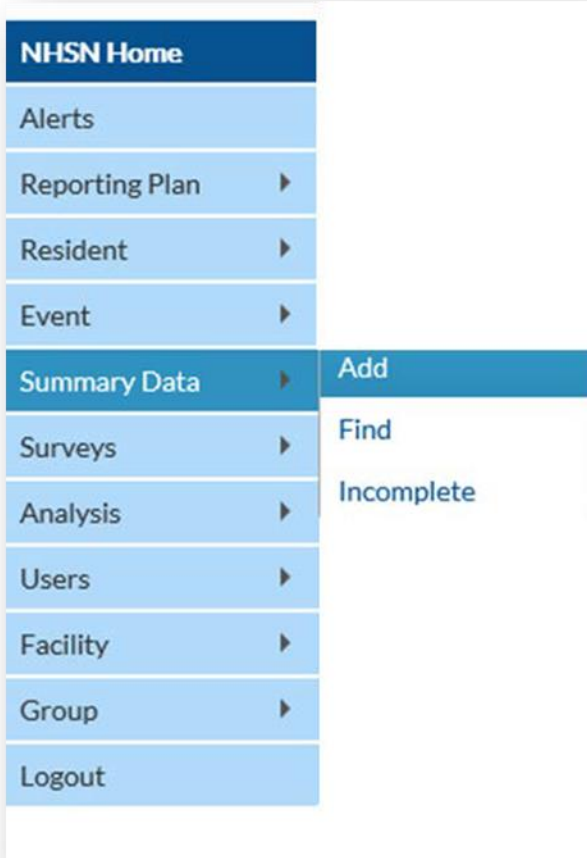 NHSN Home
Alerts
Reporting Plan
Resident
Event
Summary Data
Add
Find
Incomplete
Surveys
Analysis
Users
Facility
Group
Logout